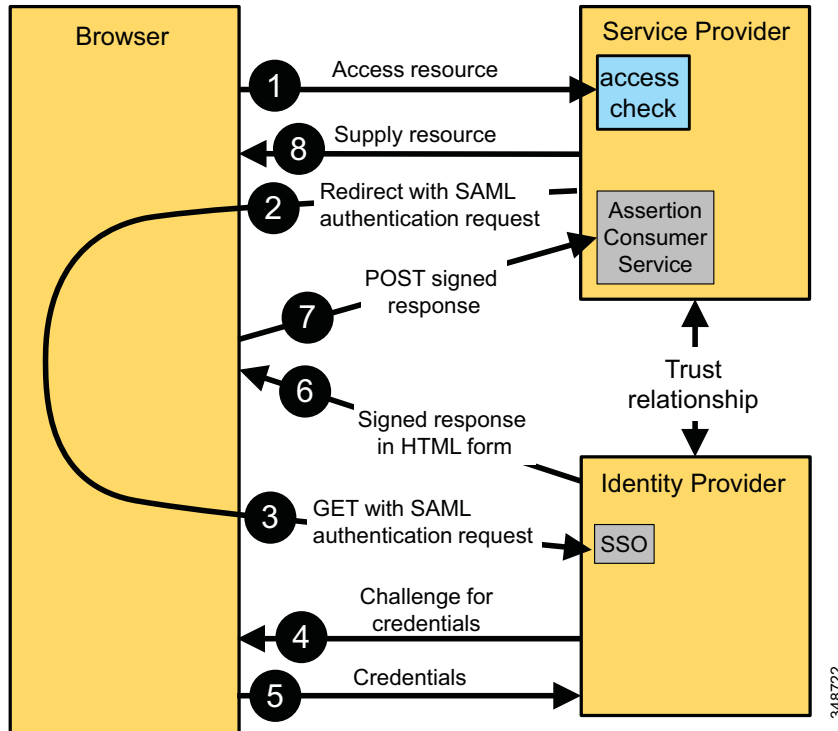 Browser
Service Provider
1
Access resource
access
check
8
Supply resource
2
Redirect with SAML
authentication request
Assertion
Consumer
Service
7
POST signed
response
6
Signed response
in HTML form
Trust
relationship
Identity Provider
3
GET with SAML
authentication request
SSO
4
Challenge for
credentials
5
Credentials
348722